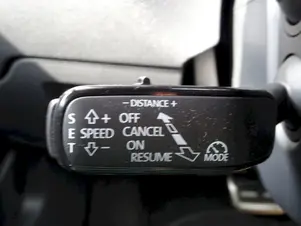 - DISTANCE +
S + OFF
E SPEED CANCEL
T - ON
RESUME MODE